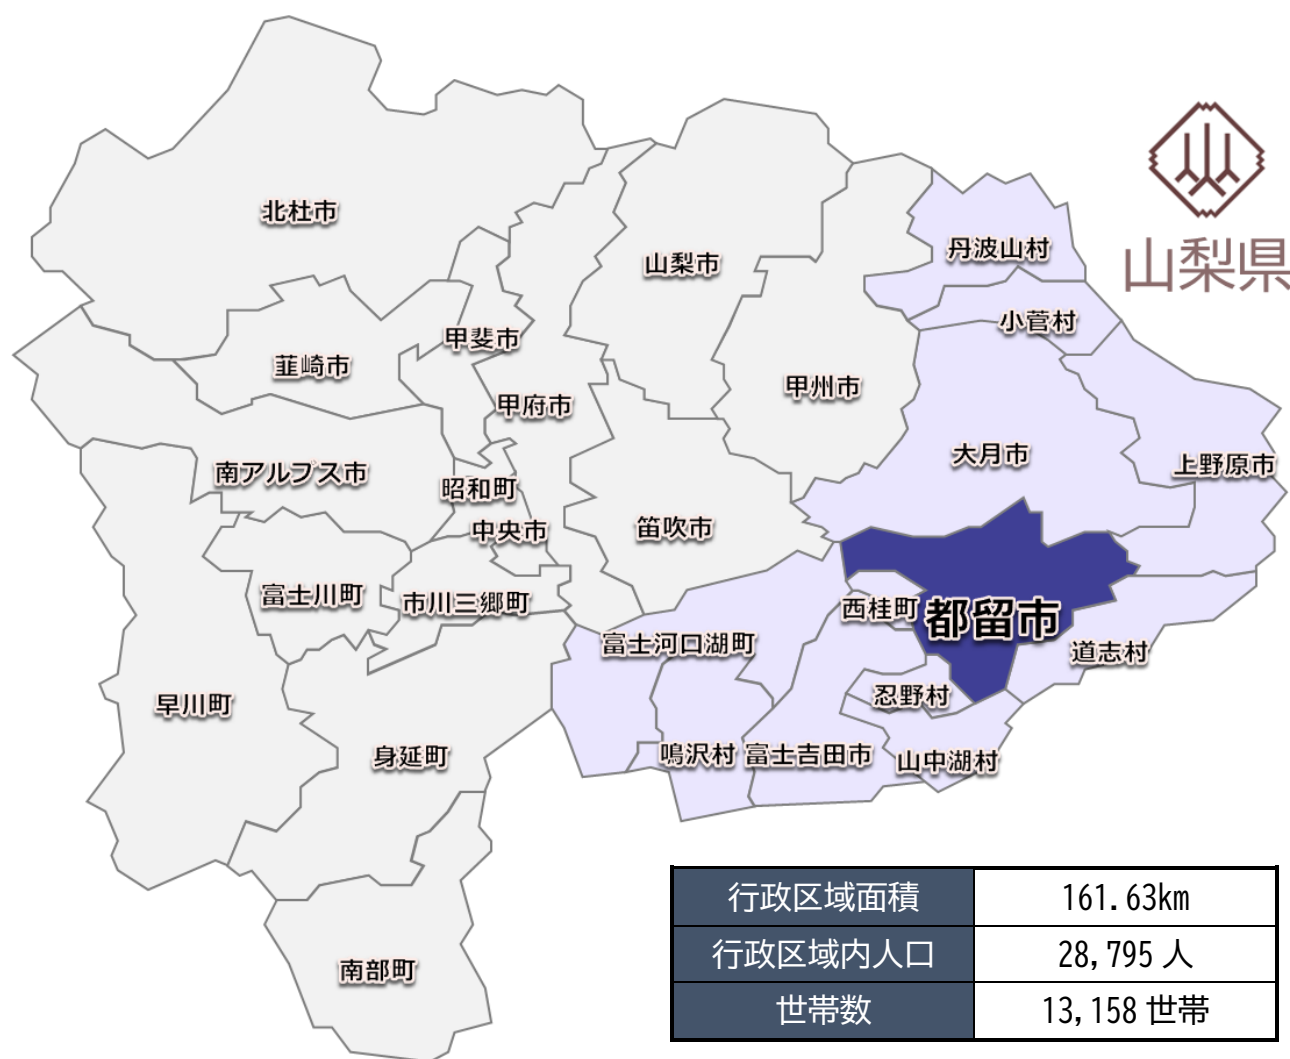 山梨県
北杜市
丹波山村
山梨市
小菅村
甲斐市
韮崎市
甲州市
甲府市
大月市
上野原市
南アルプス市
昭和町
中央市
笛吹市
富士川町
市川三郷町
西桂町
都留市
富士河口湖町
道志村
早川町
忍野村
身延町
鳴沢村
富士吉田市
山中湖村
南部町
行政区域面積 161.63km
行政区域内人口 28,795 人
世帯数 13,158 世帯